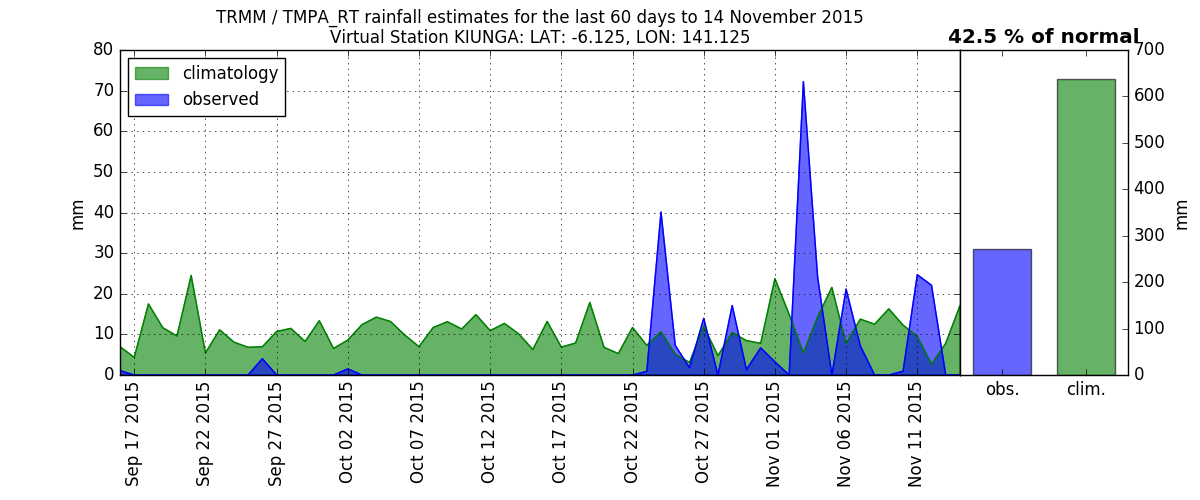 TRMM / TMPA_RT rainfall estimates for the last 60 days to 14 November 2015
Virtual Station KIUNGA: LAT: -6.125, LON: 141.125
42.5 % of normal
climatology
observed
80
70
60
50
40
30
20
10
0
mm
Sep 17 2015
Sep 22 2015
Sep 27 2015
Oct 02 2015
Oct 07 2015
Oct 12 2015
Oct 17 2015
Oct 22 2015
Oct 27 2015
Nov 01 2015
Nov 06 2015
Nov 11 2015
700
600
500
400
300
200
100
0
mm
obs.
clim.